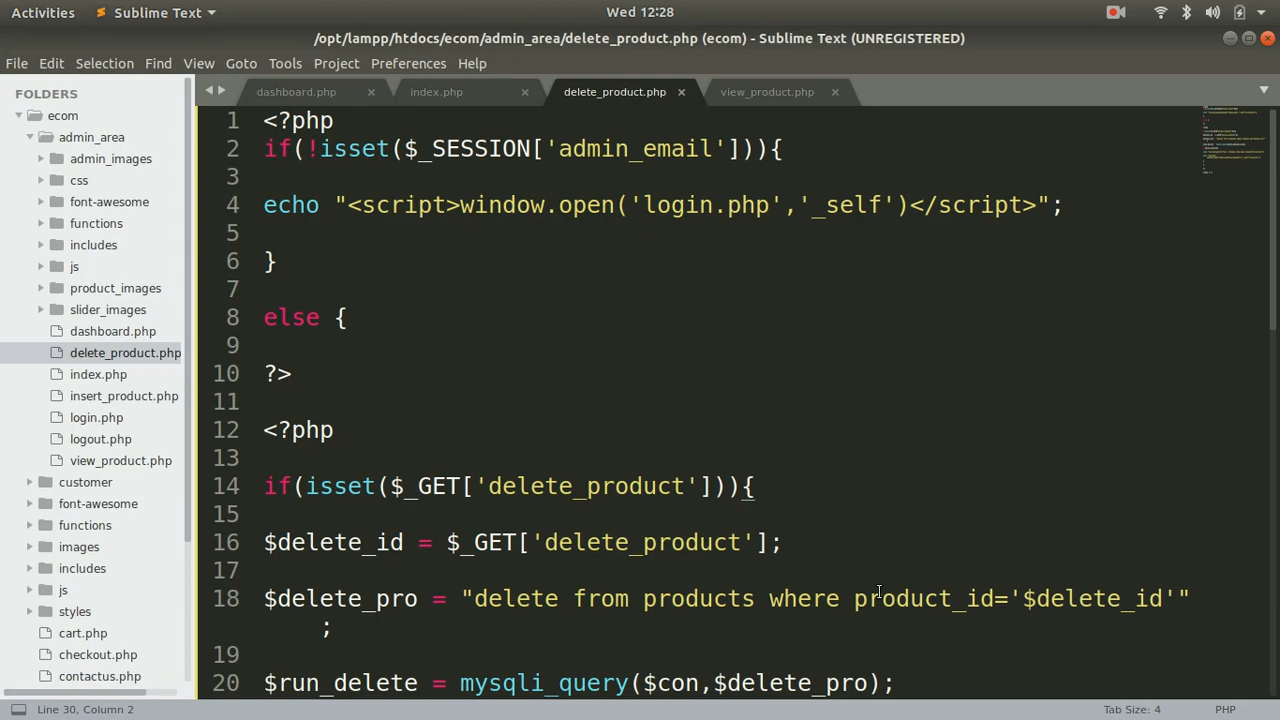 Activities Sublime Text Wed 12:28
/opt/lampp/htdocs/ecom/admin_area/delete_product.php (ecom) - Sublime Text (UNREGISTERED)
File Edit Selection Find View Goto Tools Project Preferences Help
FOLDERS
ecom
admin_area
admin_images
css
font-awesome
functions
includes
js
product_images
slider_images
dashboard.php
delete_product.php
index.php
insert_product.php
login.php
logout.php
view_product.php
customer
font-awesome
functions
images
includes
js
styles
cart.php
checkout.php
contactus.php
dashboard.php × index.php × delete_product.php × view_product.php ×
1 <?php
2 if(!isset($_SESSION['admin_email'])){
3
4 echo "<script>window.open('login.php','_self')</script>";
5
6 }
7
8 else {
9
10 ?>
11
12 <?php
13
14 if(isset($_GET['delete_product'])){
15
16 $delete_id = $_GET['delete_product'];
17
18 $delete_pro = "delete from products where product_id='$delete_id'"
;
19
20 $run_delete = mysqli_query($con,$delete_pro);
Line 30, Column 2 Tab Size: 4 PHP